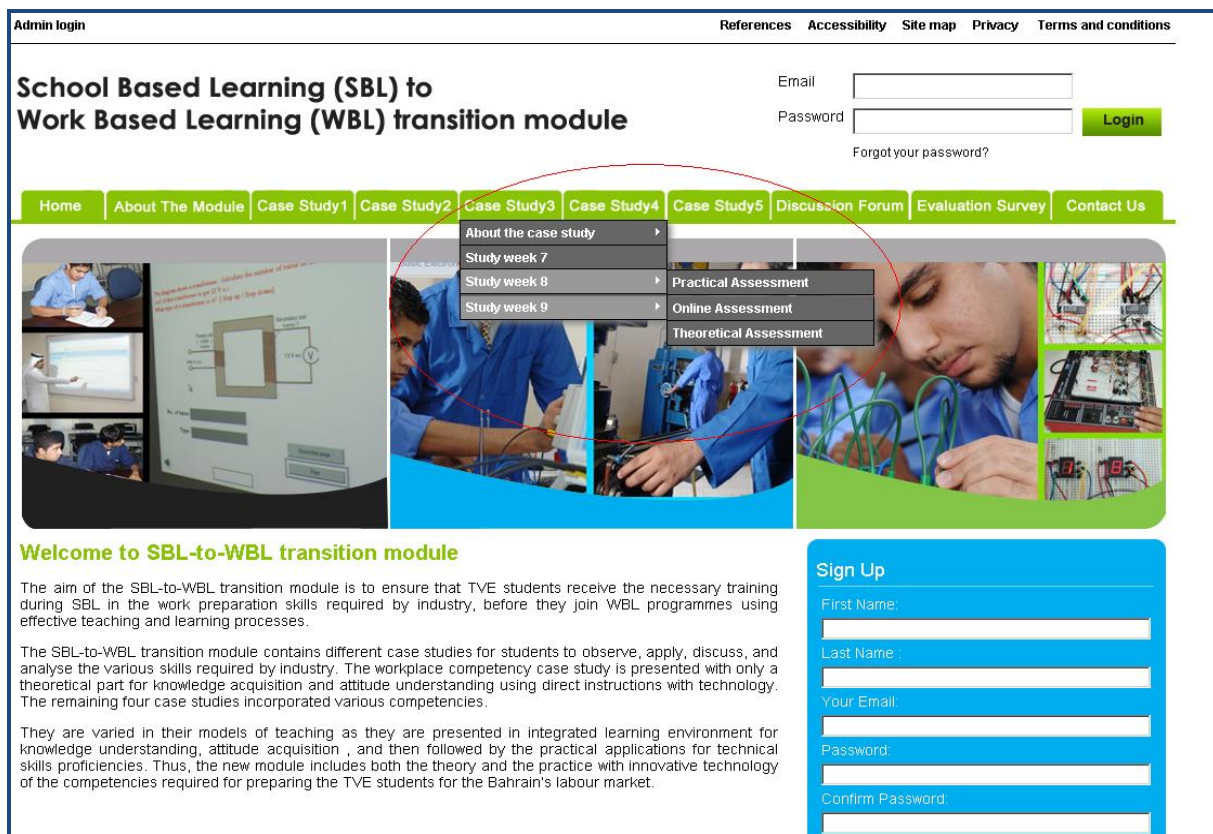 Admin login
References Accessibility Site map Privacy Terms and conditions
School Based Learning (SBL) to
Work Based Learning (WBL) transition module
Email
Password
Login
Forgot your password?
Home About The Module Case Study1 Case Study2 Case Study3 Case Study4 Case Study5 Discussion Forum Evaluation Survey Contact Us
About the case study
Study week 7
Study week 8
Study week 9
Practical Assessment
Online Assessment
Theoretical Assessment
Welcome to SBL-to-WBL transition module
The aim of the SBL-to-WBL transition module is to ensure that TVE students receive the necessary training
during SBL in the work preparation skills required by industry, before they join WBL programmes using
effective teaching and learning processes.
The SBL-to-WBL transition module contains different case studies for students to observe, apply, discuss, and
analyse the various skills required by industry. The workplace competency case study is presented with only a
theoretical part for knowledge acquisition and attitude understanding using direct instructions with technology.
The remaining four case studies incorporated various competencies.
They are varied in their models of teaching as they are presented in integrated learning environment for
knowledge understanding, attitude acquisition , and then followed by the practical applications for technical
skills proficiencies. Thus, the new module includes both the theory and the practice with innovative technology
of the competencies required for preparing the TVE students for the Bahrain's labour market.
Sign Up
First Name:
Last Name :
Your Email:
Password:
Confirm Password: